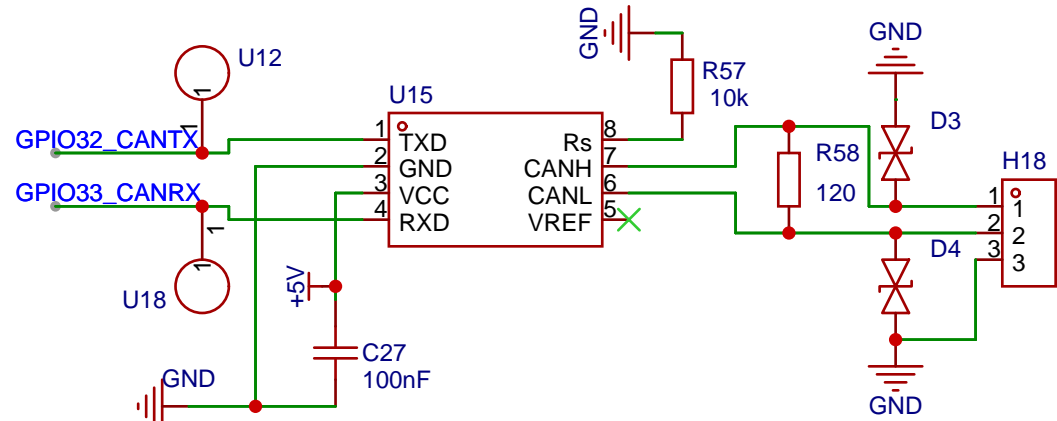 U12
1
1
GPIO32_CANTX
GPIO33_CANRX
1
1
U18
U15
1
2
3
4
TXD
GND
VCC
RXD
Rs
CANH
CANL
VREF
8
7
6
5
+5V
C27
100nF
GND
GND
R57
10k
R58
120
GND
D3
D4
GND
H18
1
2
3
1
2
3